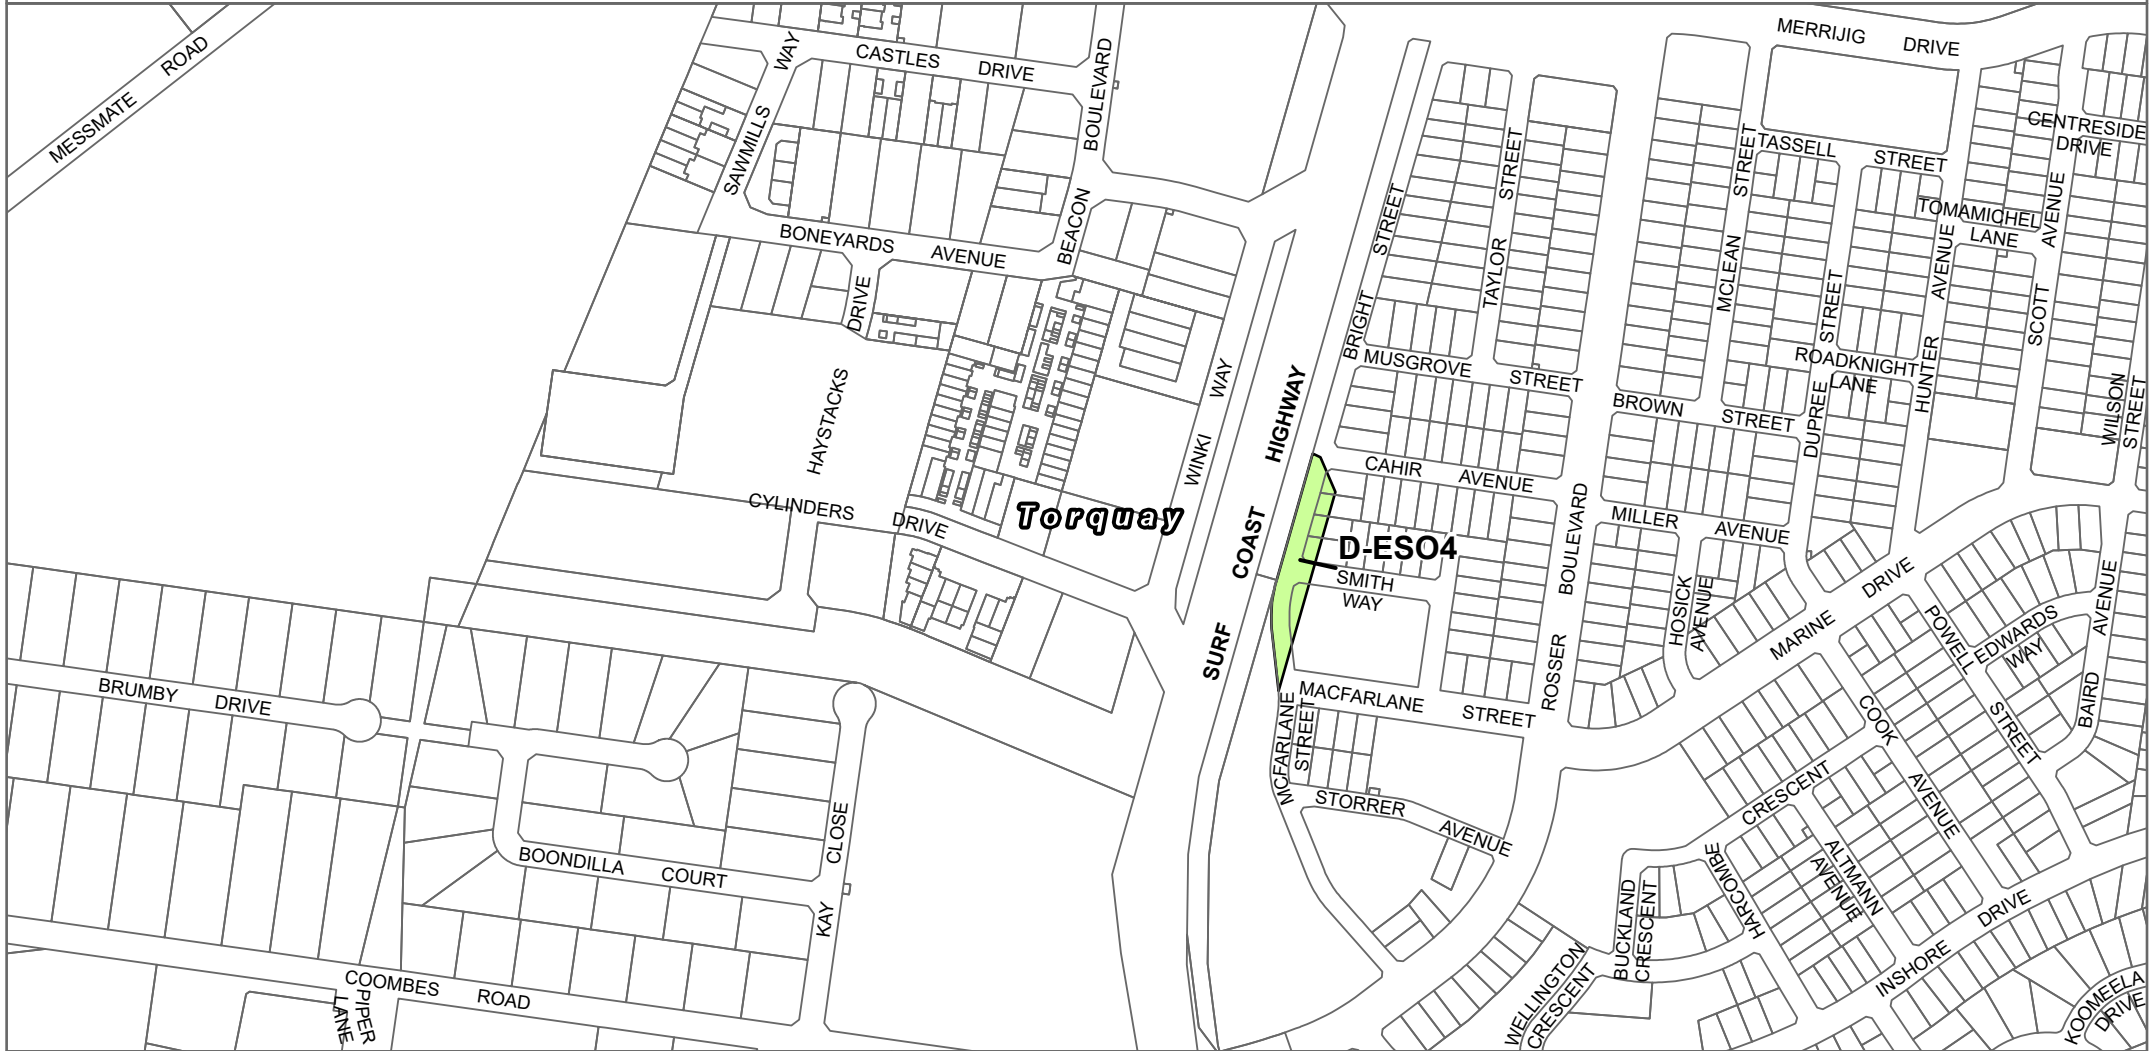 MERRIJIG DRIVE
MESSMATE ROAD
SAWMILLS WAY
CASTLES DRIVE
BEACON BOULEVARD
CENTRESIDE
DRIVE
TASSELL STREET
TOMAMICHEL
LANE
BONEYARDS AVENUE
DRIVE
HAYSTACKS
BRIGHT STREET
TAYLOR STREET
MCLEAN STREET
DUPREE STREET
HUNTER AVENUE
SCOTT AVENUE
WILSON
STREET
MUSGROVE STREET
ROADKNIGHT
LANE
BROWN STREET
WINKI WAY
SURF COAST HIGHWAY
CAHIR AVENUE
CYLINDERS DRIVE
Torquay
D-ESO4
SMITH
WAY
MILLER AVENUE
ROSSER BOULEVARD
HOSICK
AVENUE
MARINE DRIVE
POWELL STREET
EDWARDS
WAY
BAIRD AVENUE
BRUMBY DRIVE
MACFARLANE STREET
MCFARLANE
STREET
COOK AVENUE
STORRER AVENUE
CRESCENT
HARCOMBE
ALTMANN
AVENUE
BOONDILLA COURT
KAY CLOSE
BUCKLAND
CRESCENT
INSHORE DRIVE
WELLINGTON
CRESCENT
COOMBES ROAD
PIPER
LANE
KOOMEELA
DRIVE